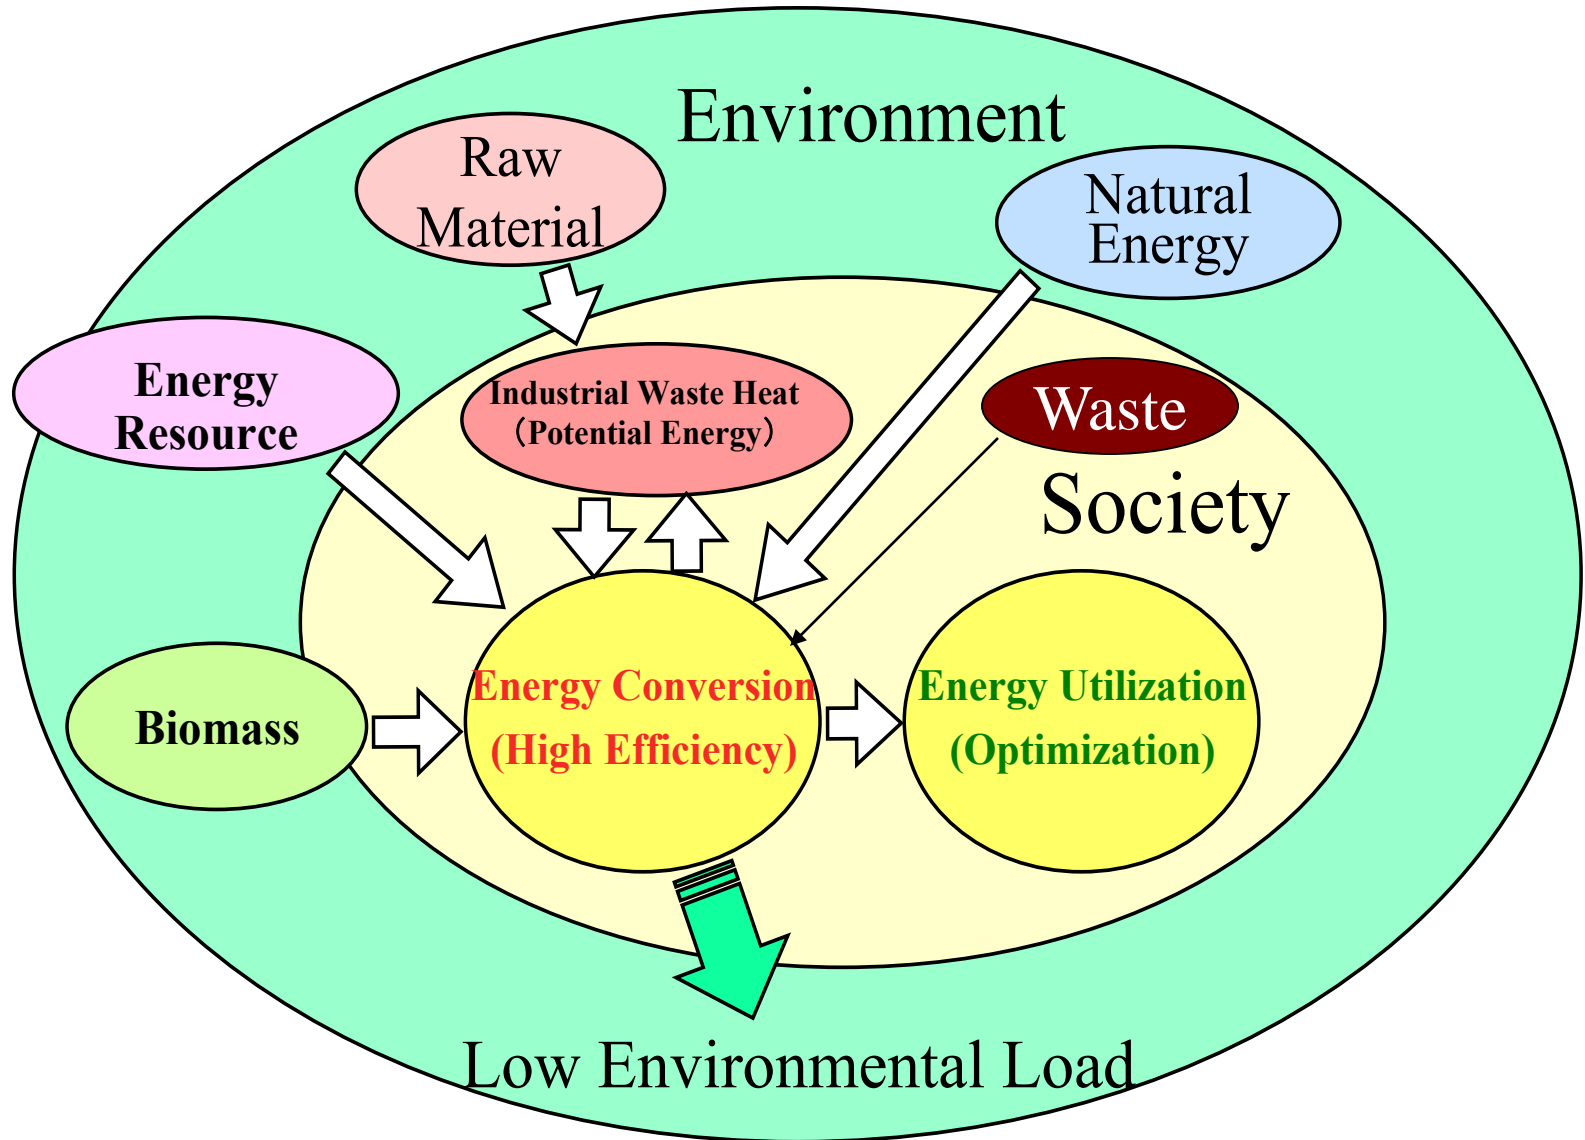 Environment
Raw
Material
Natural
Energy
Energy
Resource
Industrial Waste Heat
（Potential Energy）
Waste
Society
Biomass
Energy Conversion
(High Efficiency)
Energy Utilization
(Optimization)
Low Environmental Load